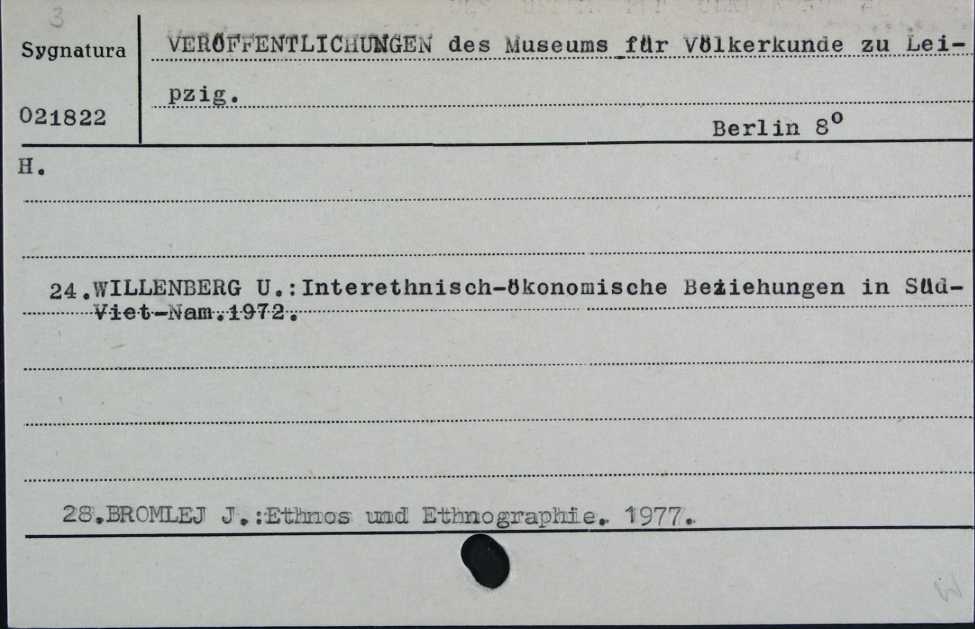 3
Sygnatura
VERÖFFENTLICHUNGEN des Museums für Völkerkunde zu Lei-
pzig.
021822
Berlin 8⁰
H.
24.WILLENBERG U.:Interethnisch-ökonomische Beziehungen in Süd-
Viet-Nam.1972.
28.BROMLEJ J.:Ethnos und Ethnographie. 1977.